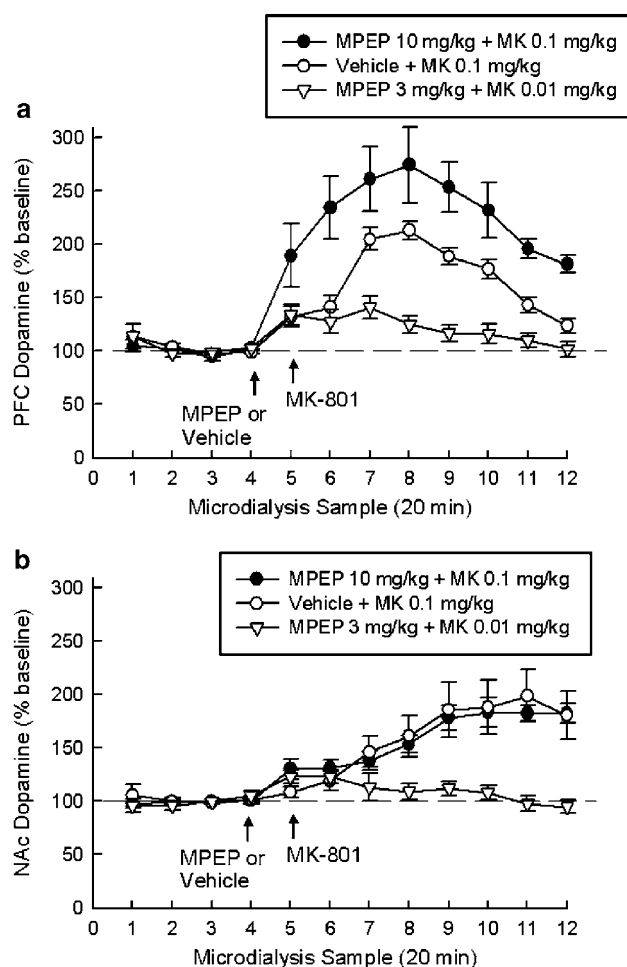 MPEP 10 mg/kg + MK 0.1 mg/kg
Vehicle + MK 0.1 mg/kg
MPEP 3 mg/kg + MK 0.01 mg/kg
a
PFC Dopamine (% baseline)
300
250
200
150
100
50
0
MPEP or
Vehicle
MK-801
0 1 2 3 4 5 6 7 8 9 10 11 12
Microdialysis Sample (20 min)
b
MPEP 10 mg/kg + MK 0.1 mg/kg
Vehicle + MK 0.1 mg/kg
MPEP 3 mg/kg + MK 0.01 mg/kg
NAc Dopamine (% baseline)
300
250
200
150
100
50
0
MPEP or
Vehicle
MK-801
0 1 2 3 4 5 6 7 8 9 10 11 12
Microdialysis Sample (20 min)